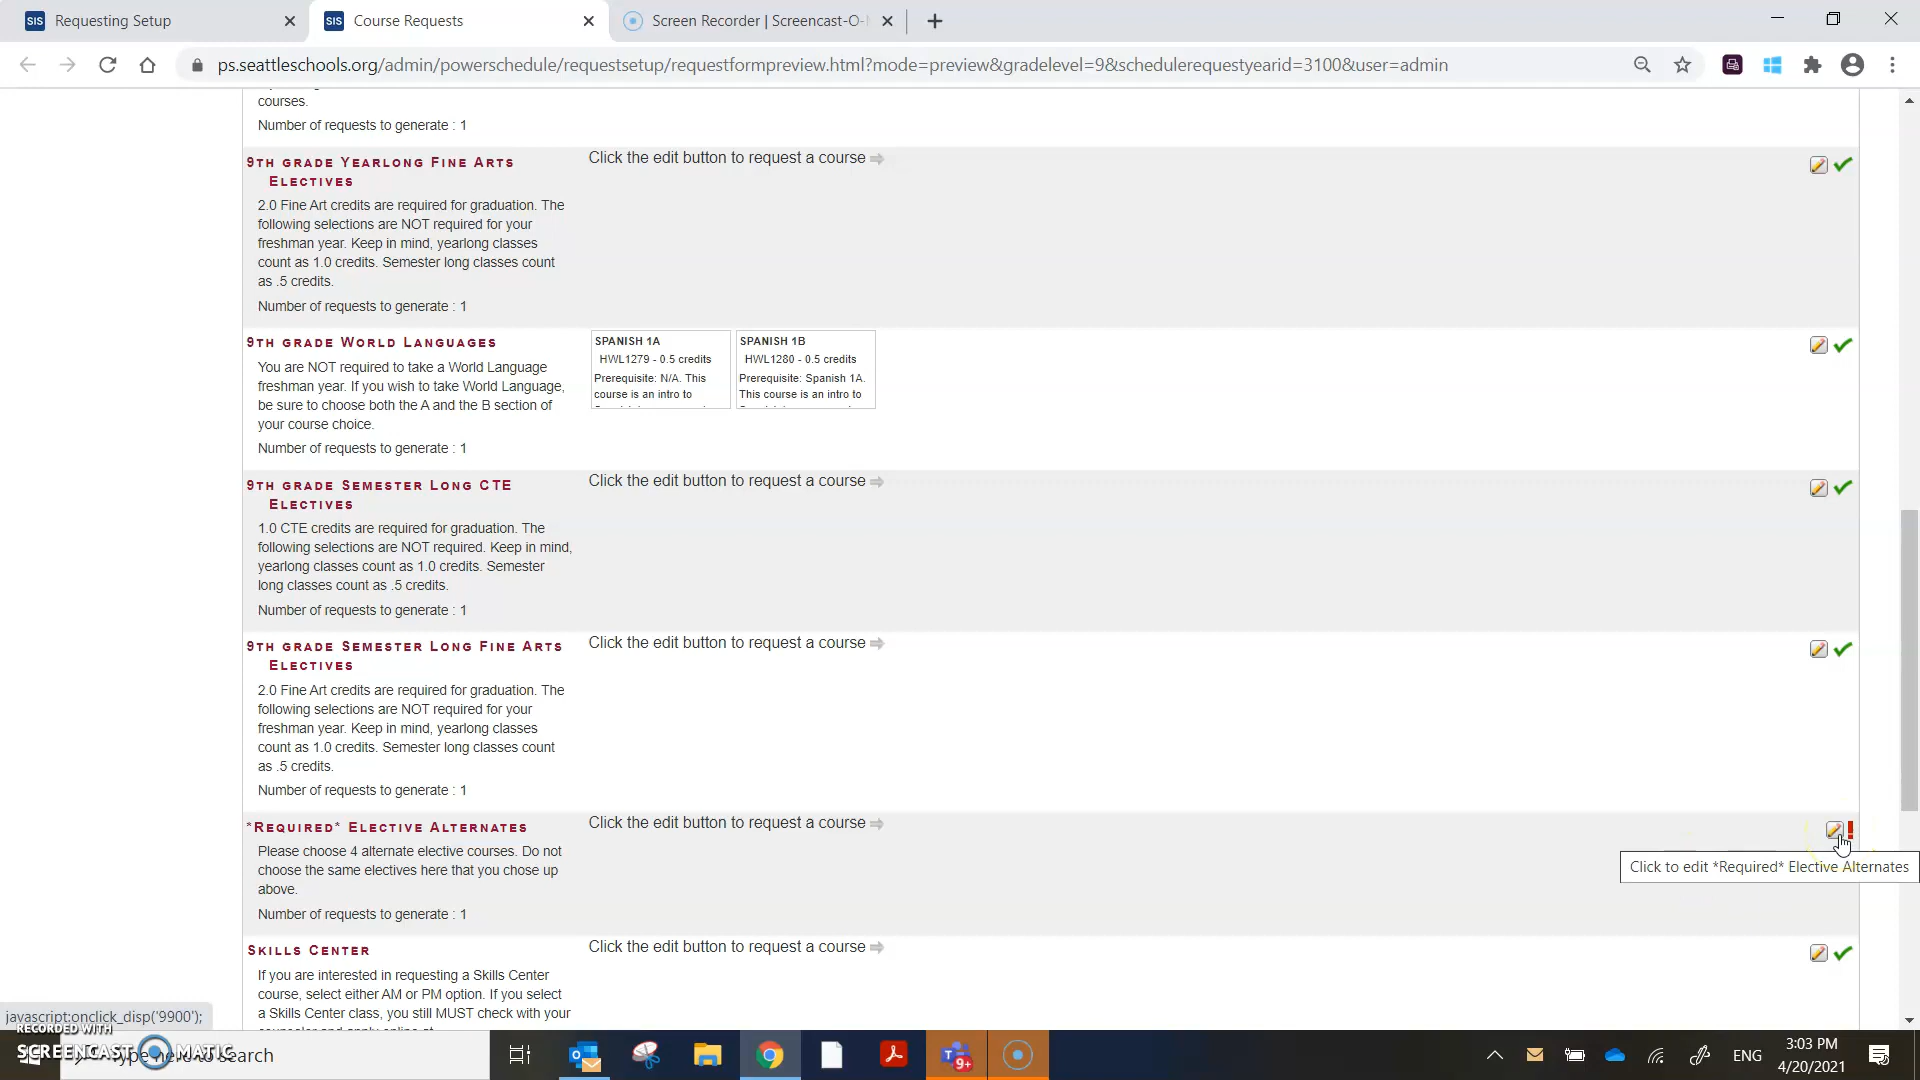 SIS Requesting Setup
SIS Course Requests
Screen Recorder | Screencast-O-
ps.seattleschools.org/admin/powerschedule/requestsetup/requestformpreview.html?mode=preview&gradelevel=9&schedulerequestyearid=3100&user=admin
courses.
Number of requests to generate : 1
9th grade Yearlong Fine Arts
Electives
Click the edit button to request a course
2.0 Fine Art credits are required for graduation. The
following selections are NOT required for your
freshman year. Keep in mind, yearlong classes
count as 1.0 credits. Semester long classes count
as .5 credits.
Number of requests to generate : 1
9th grade World Languages
You are NOT required to take a World Language
freshman year. If you wish to take World Language,
be sure to choose both the A and the B section of
your course choice.
Number of requests to generate : 1
SPANISH 1A
HWL1279 - 0.5 credits
Prerequisite: N/A. This
course is an intro to
SPANISH 1B
HWL1280 - 0.5 credits
Prerequisite: Spanish 1A.
This course is an intro to
9th grade Semester Long CTE
Electives
Click the edit button to request a course
1.0 CTE credits are required for graduation. The
following selections are NOT required. Keep in mind,
yearlong classes count as 1.0 credits. Semester
long classes count as .5 credits.
Number of requests to generate : 1
9th grade Semester Long Fine Arts
Electives
Click the edit button to request a course
2.0 Fine Art credits are required for graduation. The
following selections are NOT required for your
freshman year. Keep in mind, yearlong classes
count as 1.0 credits. Semester long classes count
as .5 credits.
Number of requests to generate : 1
*Required* Elective Alternates
Click the edit button to request a course
Please choose 4 alternate elective courses. Do not
choose the same electives here that you chose up
above.
Number of requests to generate : 1
Click to edit *Required* Elective Alternates
Skills Center
Click the edit button to request a course
If you are interested in requesting a Skills Center
course, select either AM or PM option. If you select
a Skills Center class, you still MUST check with your
javascript:onclick_disp('9900');
RECORDED WITH
SCREENCAST MATIC
Type here to search
9+
ENG
3:03 PM
4/20/2021